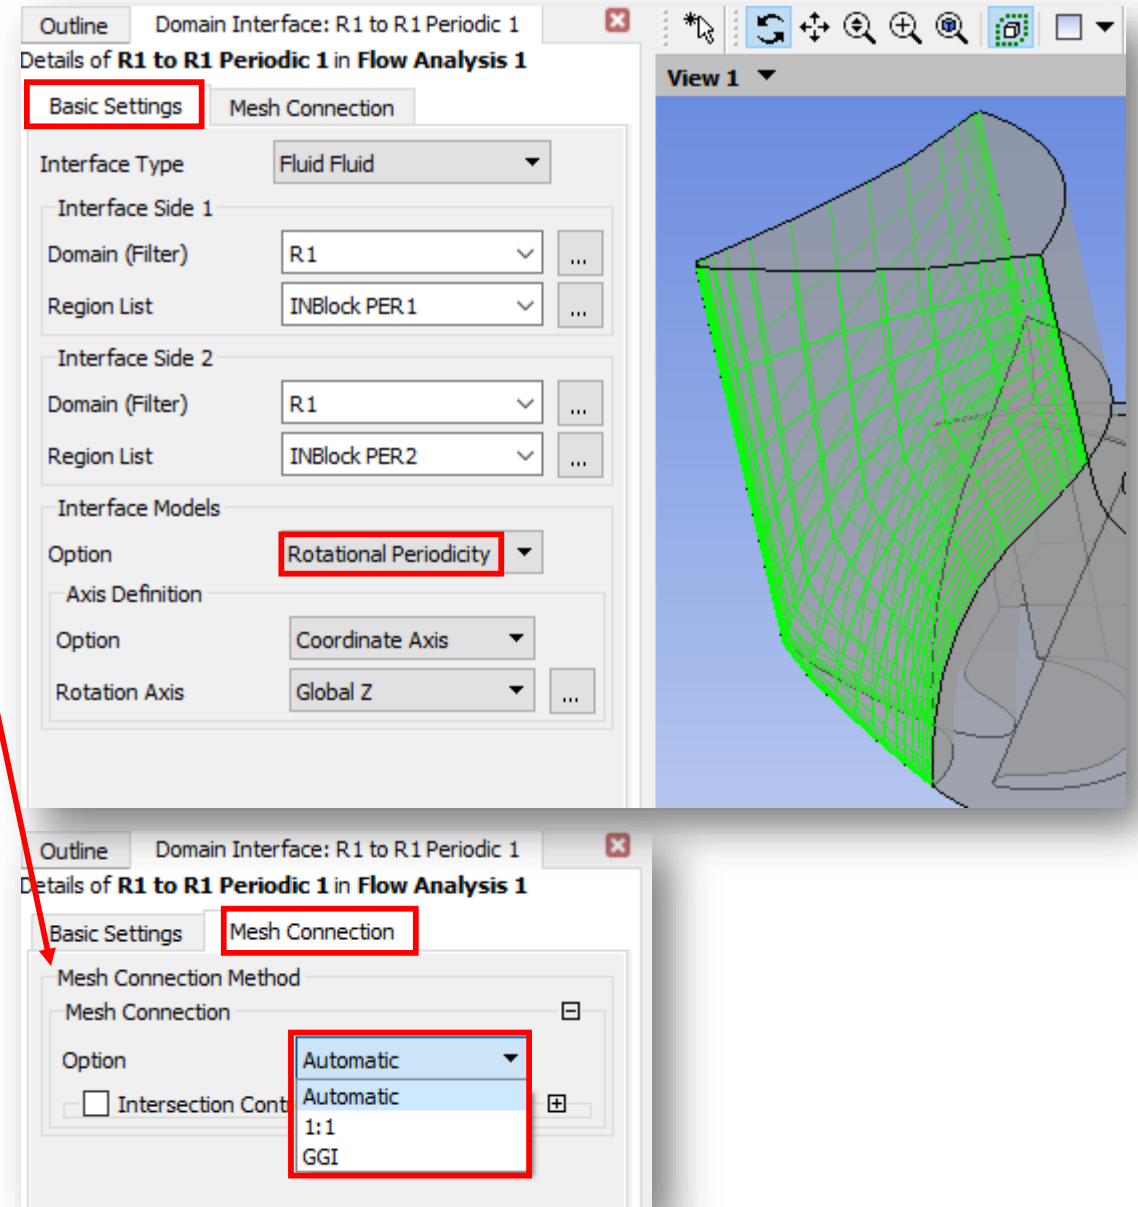 Outline Domain Interface: R1 to R1 Periodic 1
Details of R1 to R1 Periodic 1 in Flow Analysis 1
Basic Settings Mesh Connection
Interface Type Fluid Fluid
Interface Side 1
Domain (Filter) R1 ...
Region List INBlock PER1 ...
Interface Side 2
Domain (Filter) R1 ...
Region List INBlock PER2 ...
Interface Models
Option Rotational Periodicity
Axis Definition
Option Coordinate Axis
Rotation Axis Global Z ...
View 1
Outline Domain Interface: R1 to R1 Periodic 1
Details of R1 to R1 Periodic 1 in Flow Analysis 1
Basic Settings Mesh Connection
Mesh Connection Method
Mesh Connection
Option Automatic
Intersection Cont Automatic
1:1
GGI